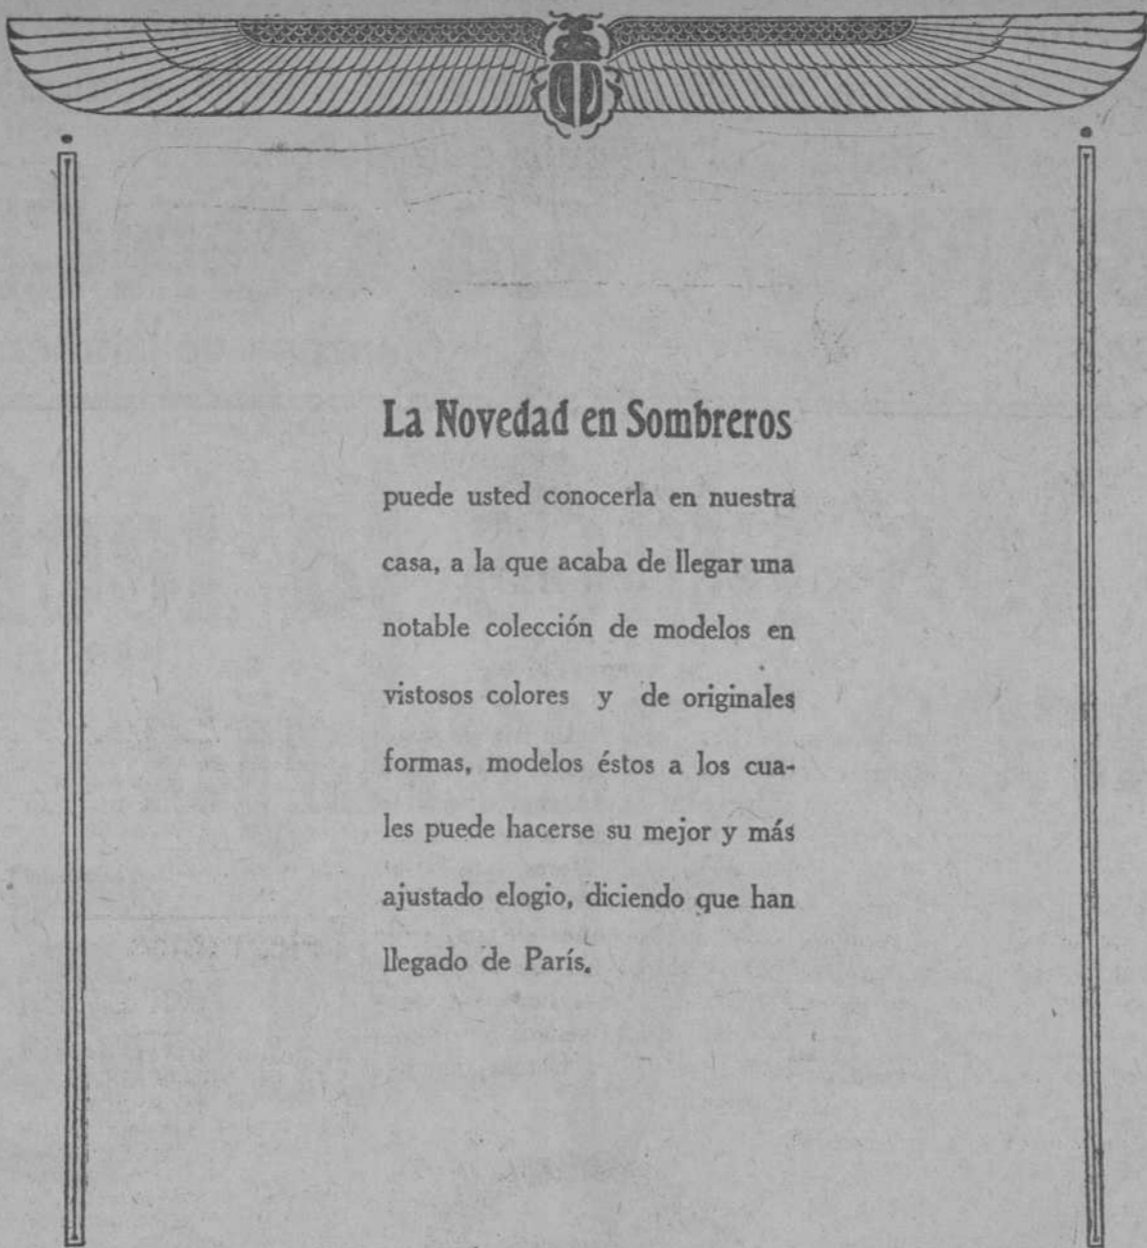 La Novedad en Sombreros
puede usted conocerla en nuestra
casa, a la que acaba de llegar una
notable colección de modelos en
vistosos colores y de originales
formas, modelos éstos a los cua-
les puede hacerse su mejor y más
ajustado elogio, diciendo que han
llegado de París.